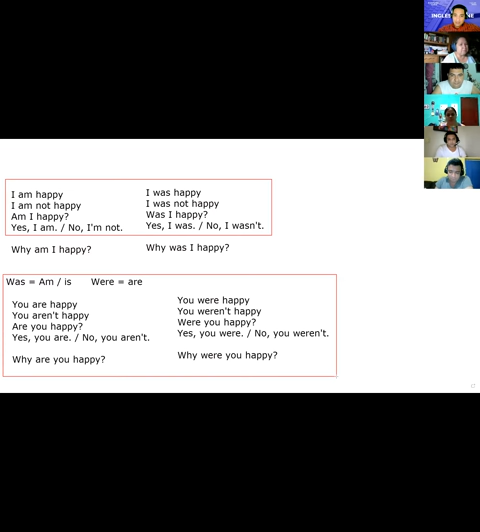 INGLES
NE
I am happy
I am not happy
Am I happy?
Yes, I am. / No, I'm not.
Why am I happy?
I was happy
I was not happy
Was I happy?
Yes, I was. / No, I wasn't.
Why was I happy?
Was = Am / is Were = are
You are happy
You aren't happy
Are you happy?
Yes, you are. / No, you aren't.
Why are you happy?
You were happy
You weren't happy
Were you happy?
Yes, you were. / No, you weren't.
Why were you happy?